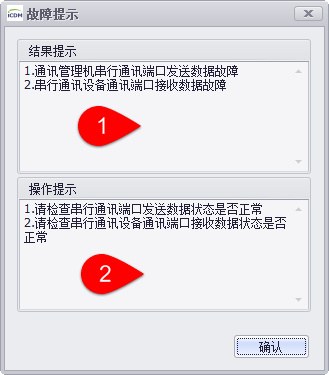 iCDM 故障提示
结果提示
1.通讯管理机串行通讯端口发送数据故障
2.串行通讯设备通讯端口接收数据故障
1
操作提示
1.请检查串行通讯端口发送数据状态是否正常
2.请检查串行通讯设备通讯端口接收数据状态是否
正常
2
确认